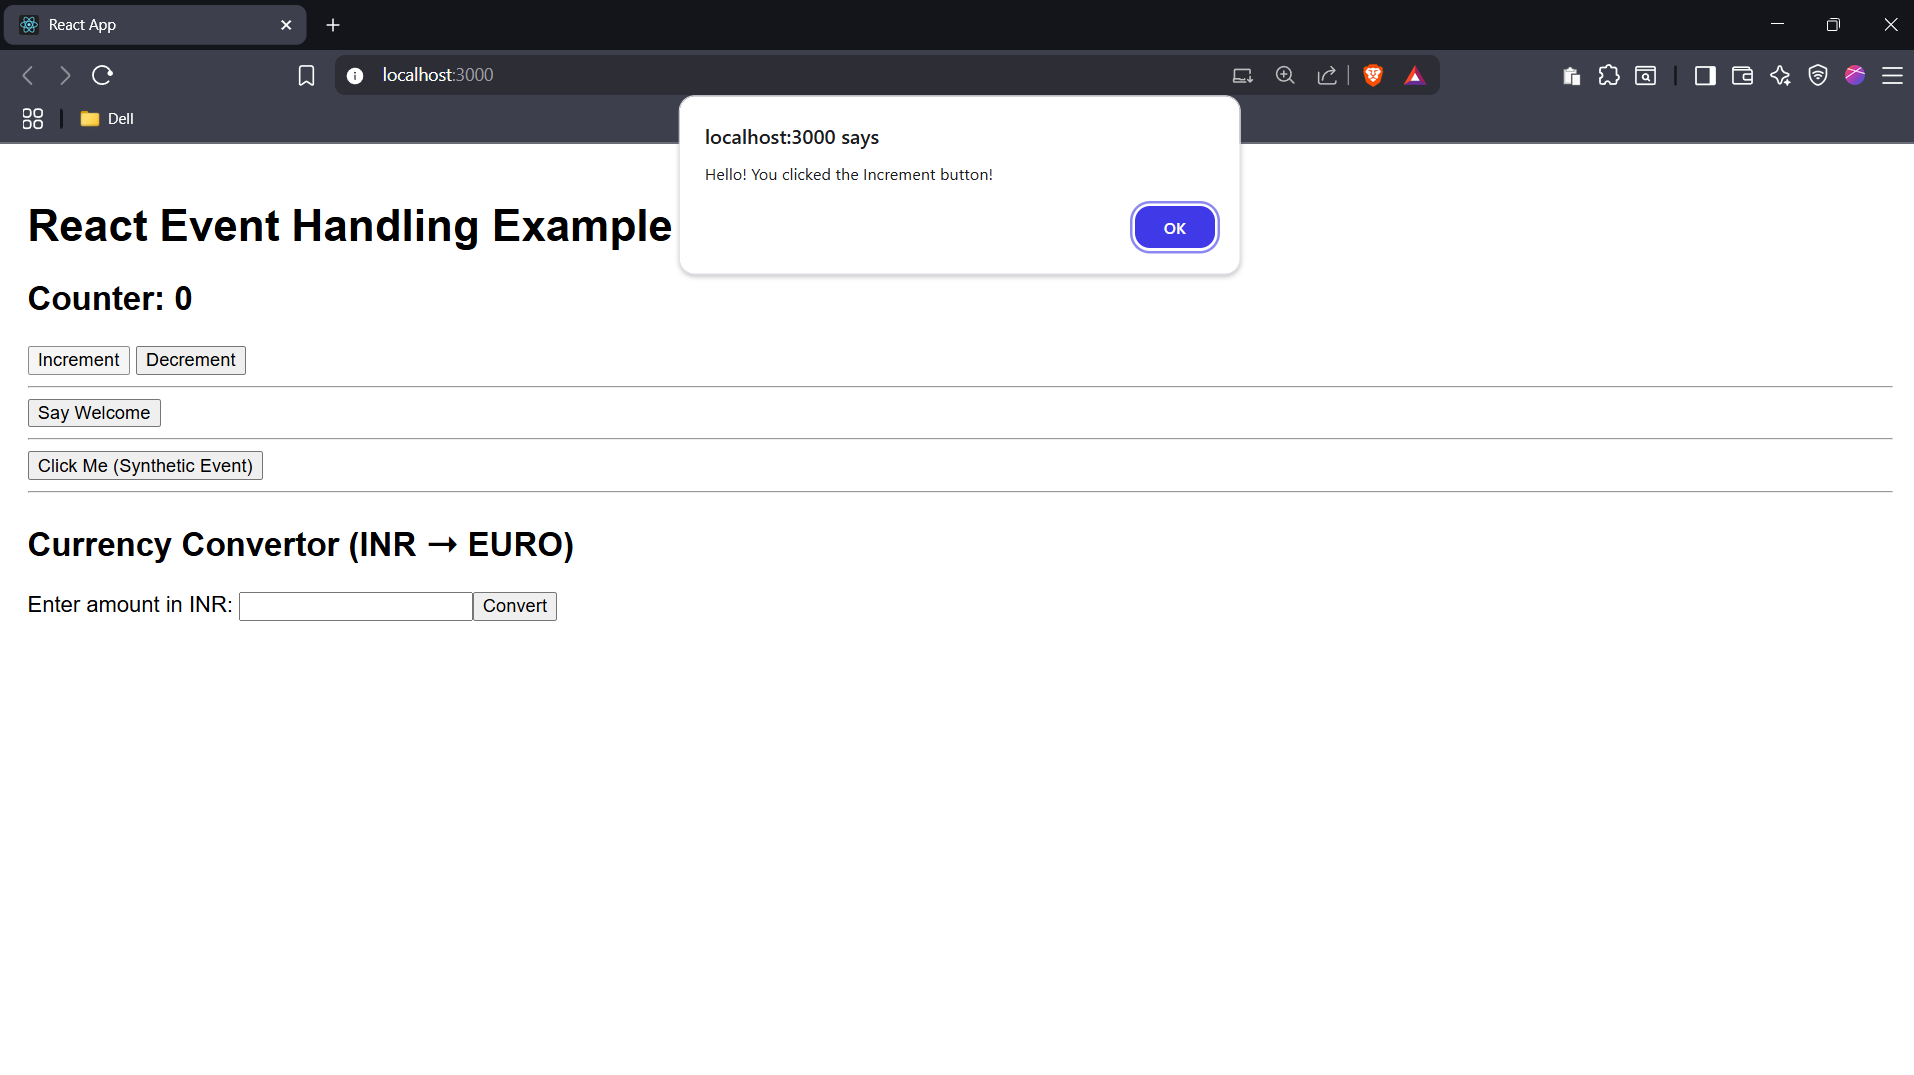 React App
localhost:3000
Dell
localhost:3000 says
Hello! You clicked the Increment button!
OK
React Event Handling Example
Counter: 0
Increment Decrement
Say Welcome
Click Me (Synthetic Event)
Currency Convertor (INR → EURO)
Enter amount in INR: Convert